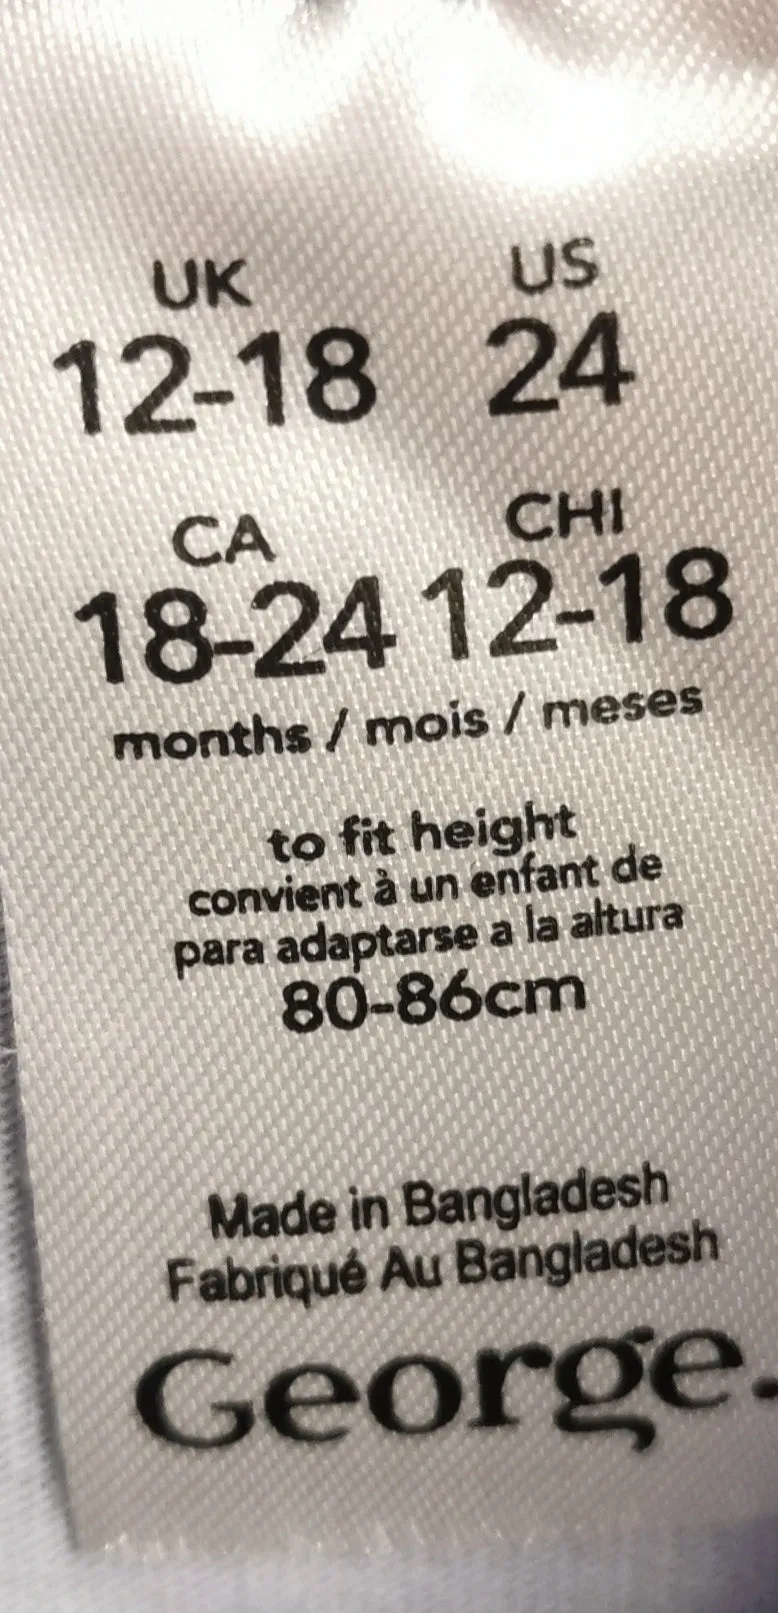 UK US
12-18 24
CA CHI
18-24 12-18
months / mois / meses
to fit height
convient à un enfant de
para adaptarse a la altura
80-86cm
Made in Bangladesh
Fabriqué Au Bangladesh
George.